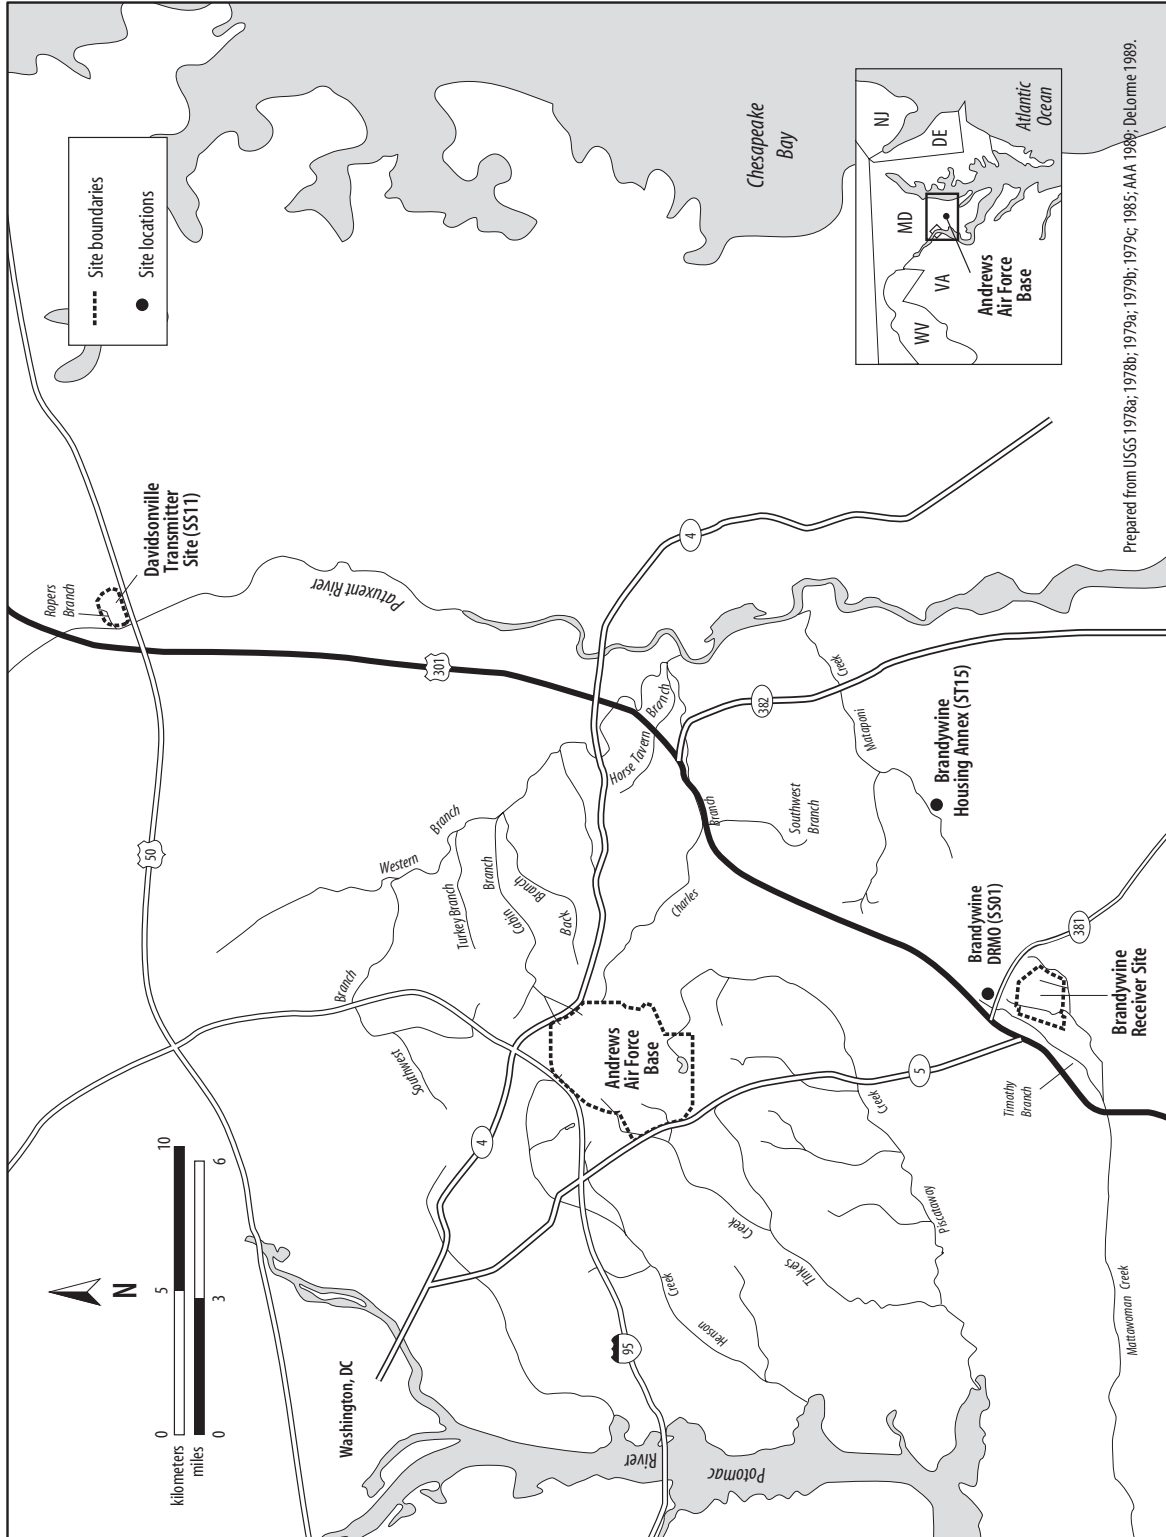 Site boundaries
Site locations
Chesapeake
Bay
NJ
DE
MD
VA
WV
Atlantic
Ocean
Andrews
Air Force
Base
Prepared from USGS 1978a; 1978b; 1979a; 1979b; 1979c; 1985; AAA 1989; DeLorme 1989.
N
0
5
10
kilometers
miles
0
3
6
Washington, DC
50
301
4
4
95
5
382
381
Ropers
Branch
Davidsonville
Transmitter
Site (SS11)
Patuxent River
Western
Branch
Turkey Branch
Cabin
Branch
Back
Branch
Southwest
Branch
Horse Tavern
Branch
Charles
Branch
Southwest
Branch
Mataponi
Creek
Brandywine
Housing Annex (ST15)
Brandywine
DRMO (SS01)
Brandywine
Receiver Site
Timothy
Branch
Andrews
Air Force
Base
Piscataway
Creek
Tinkers
Creek
Henson
Creek
Mattawoman Creek
Potomac
River